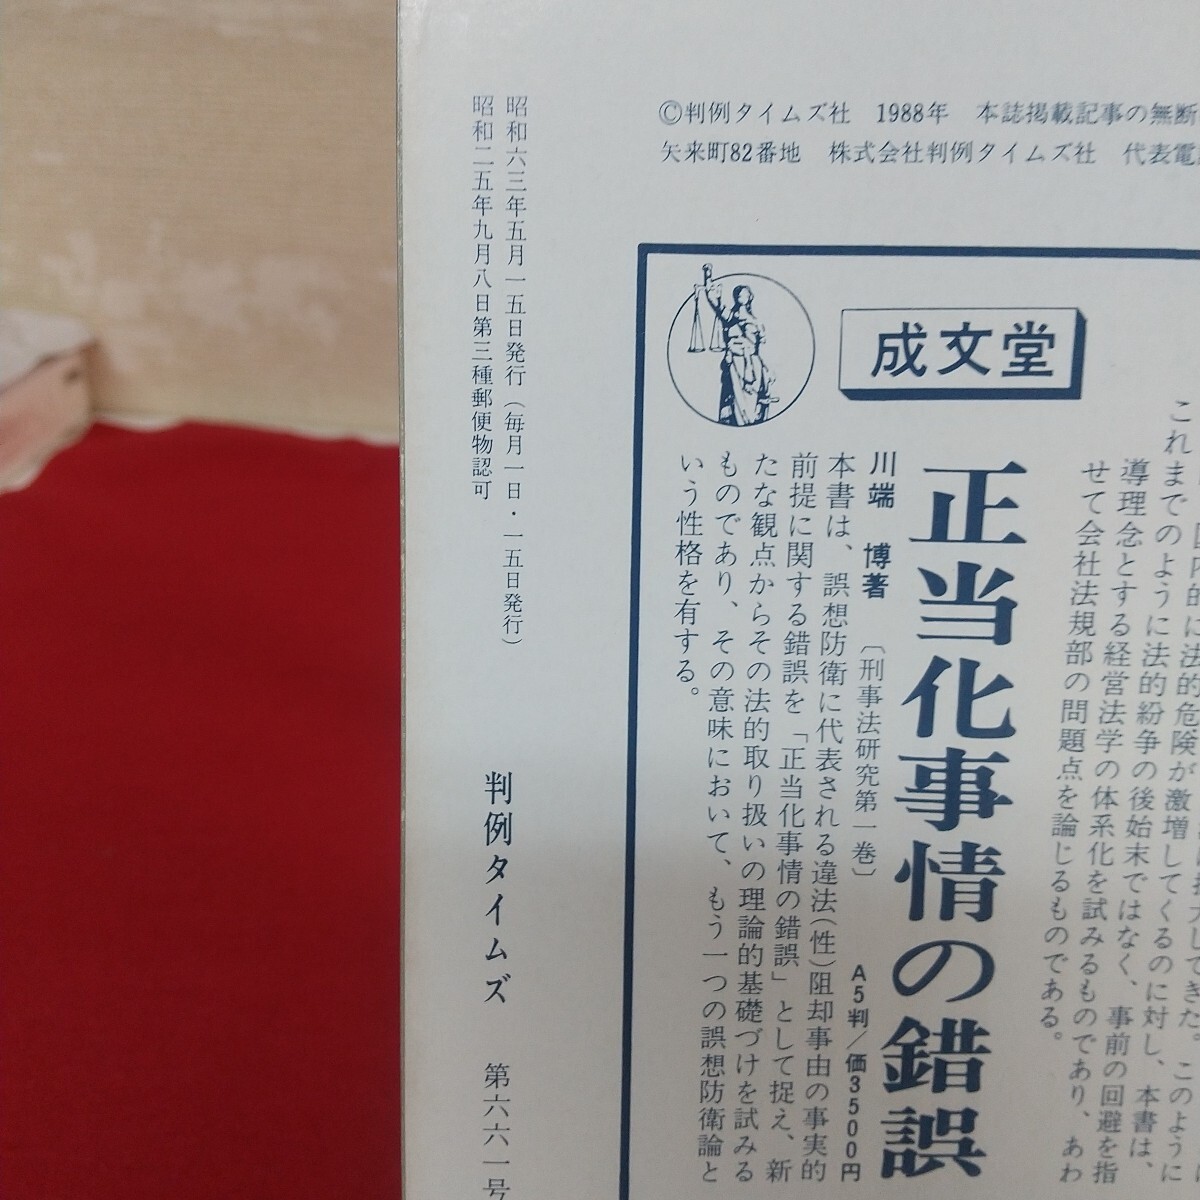 Ⓒ判例タイムズ社 1988年 本誌掲載記事の無断
矢来町82番地 株式会社判例タイムズ社 代表電
成文堂
これまでのように法的紛争の後始末ではなく、事前の回避を指
導理念とする経営法学の体系化を試みるものであり、あわ
せて会社法規部の問題点を論じるものである。
正当化事情の錯誤
川端 博著 〔刑事法研究第一巻〕 A5判/価3500円
本書は、誤想防衛に代表される違法(性)阻却事由の事実的
前提に関する錯誤を「正当化事情の錯誤」として捉え、新
たな観点からその法的取り扱いの理論的基礎づけを試みる
ものであり、その意味において、もう一つの誤想防衛論と
いう性格を有する。
昭和六三年五月一五日発行(毎月一日・一五日発行)
昭和二五年九月八日第三種郵便物認可
判例タイムズ 第六六一号